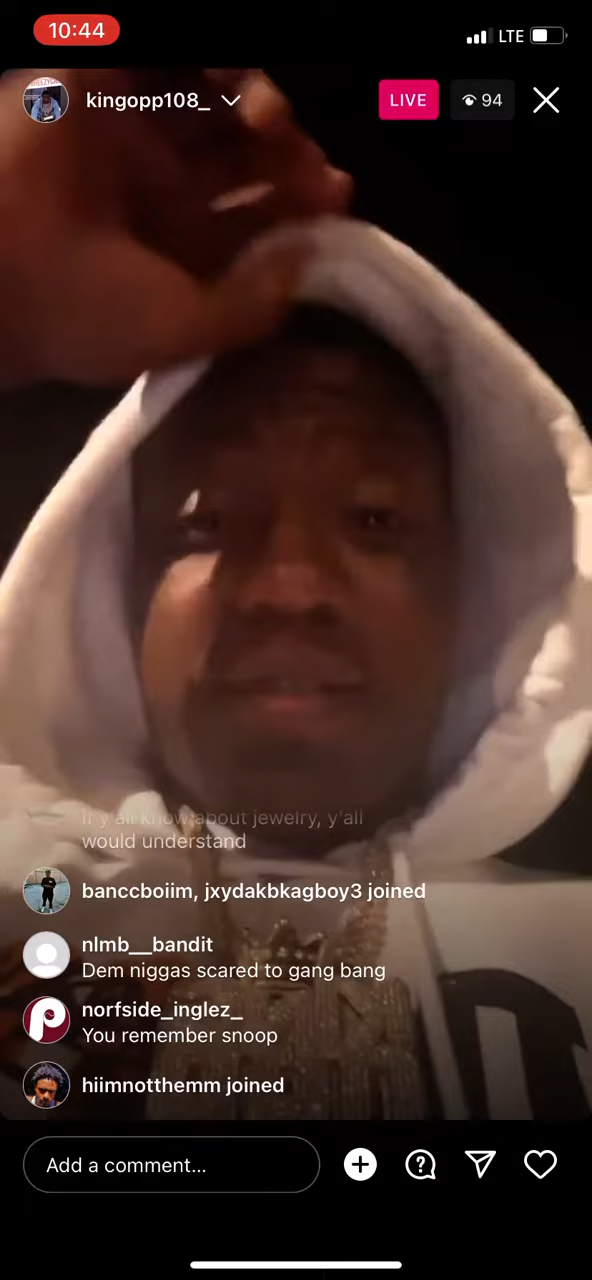 10:44
LTE
kingopp108_
LIVE
94
If y'all know about jewelry, y'all
would understand
banccboiim, jxydakbkagboy3 joined
nlmb__bandit
Dem niggas scared to gang bang
norfside_inglez_
You remember snoop
hiimnotthemm joined
Add a comment...